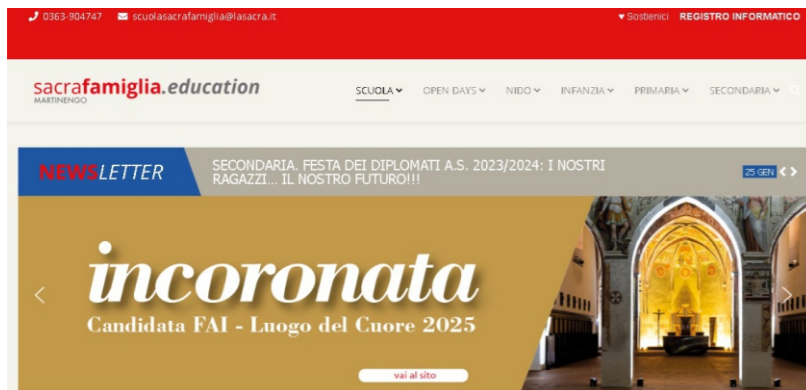 0363-904747 scuolasacrafamiglia@lasacra.it ♥ Sostienici REGISTRO INFORMATICO
sacrafamiglia.education
MARTINENGO
SCUOLA OPEN DAYS NIDO INFANZIA PRIMARIA SECONDARIA
NEWSLETTER
SECONDARIA. FESTA DEI DIPLOMATI A.S. 2023/2024: I NOSTRI
RAGAZZI... IL NOSTRO FUTURO!!!
25 GEN
incoronata
Candidata FAI - Luogo del Cuore 2025
vai al sito